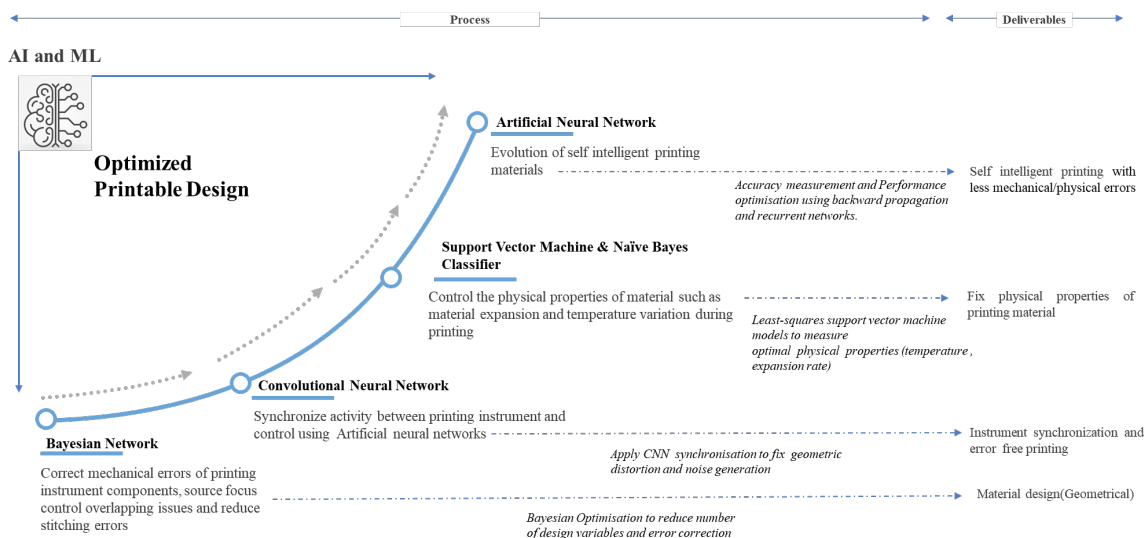 Process
Deliverables
AI and ML
Optimized
Printable Design
Artificial Neural Network
Evolution of self intelligent printing
materials
Accuracy measurement and Performance
optimisation using backward propagation
and recurrent networks.
Self intelligent printing with
less mechanical/physical errors
Support Vector Machine & Naïve Bayes
Classifier
Control the physical properties of material such as
material expansion and temperature variation during
printing
Least-squares support vector machine
models to measure
optimal physical properties (temperature ,
expansion rate)
Fix physical properties of
printing material
Convolutional Neural Network
Synchronize activity between printing instrument and
control using Artificial neural networks
Apply CNN synchronisation to fix geometric
distortion and noise generation
Instrument synchronization and
error free printing
Bayesian Network
Correct mechanical errors of printing
instrument components, source focus
control overlapping issues and reduce
stitching errors
Bayesian Optimisation to reduce number
of design variables and error correction
Material design(Geometrical)